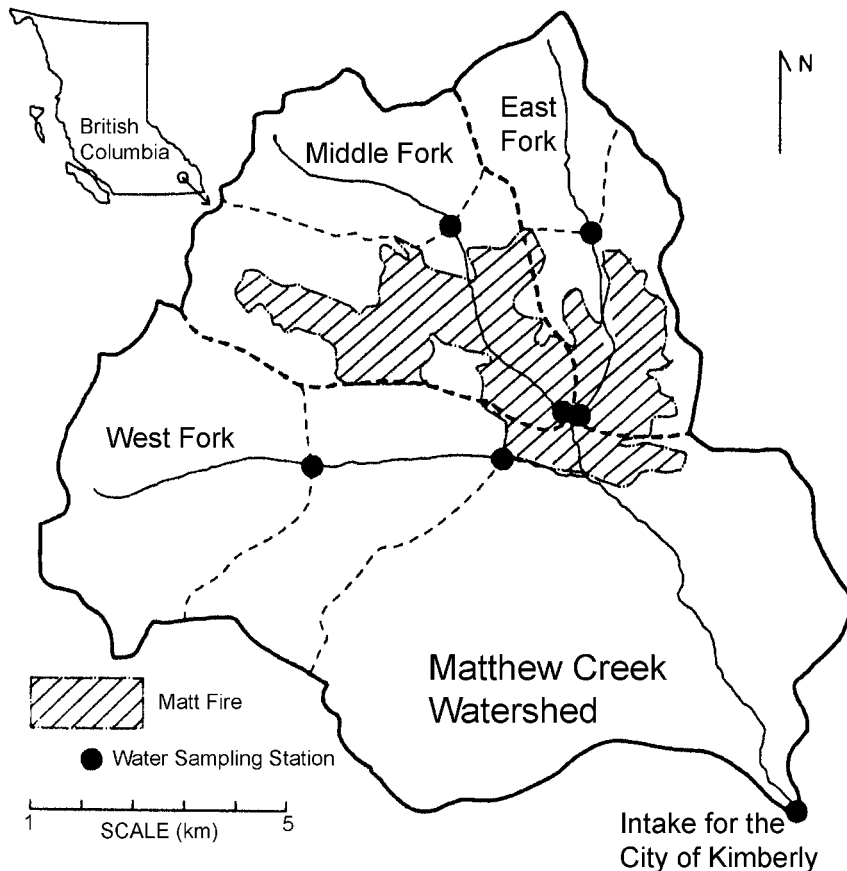 British
Columbia
N
East
Fork
Middle Fork
West Fork
Matthew Creek
Watershed
Matt Fire
Water Sampling Station
1 5
SCALE (km)
Intake for the
City of Kimberly